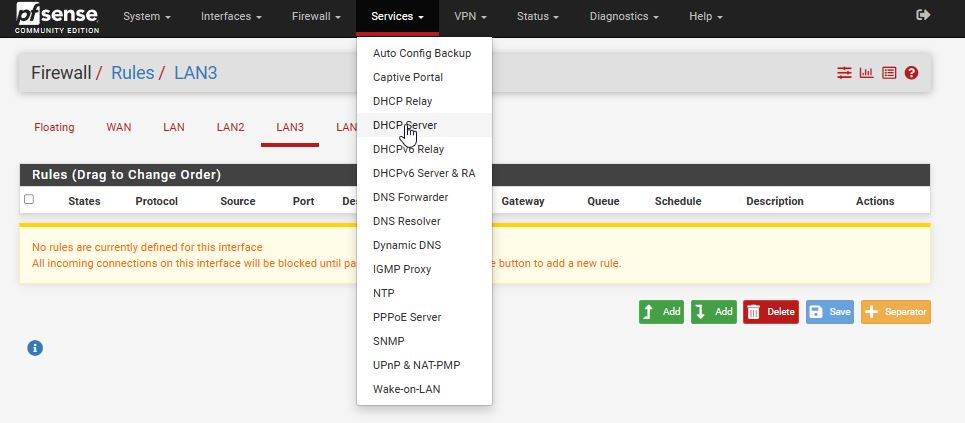 pfsense
COMMUNITY EDITION
System Interfaces Firewall Services VPN Status Diagnostics Help
Auto Config Backup
Captive Portal
DHCP Relay
DHCP Server
DHCPv6 Relay
DHCPv6 Server & RA
DNS Forwarder
DNS Resolver
Dynamic DNS
IGMP Proxy
NTP
PPPoE Server
SNMP
UPnP & NAT-PMP
Wake-on-LAN
Firewall / Rules / LAN3
Floating WAN LAN LAN2 LAN3
Rules (Drag to Change Order)
States Protocol Source Port Gateway Queue Schedule Description Actions
No rules are currently defined for this interface
All incoming connections on this interface will be blocked until button to add a new rule.
Add Add Delete Save Separator